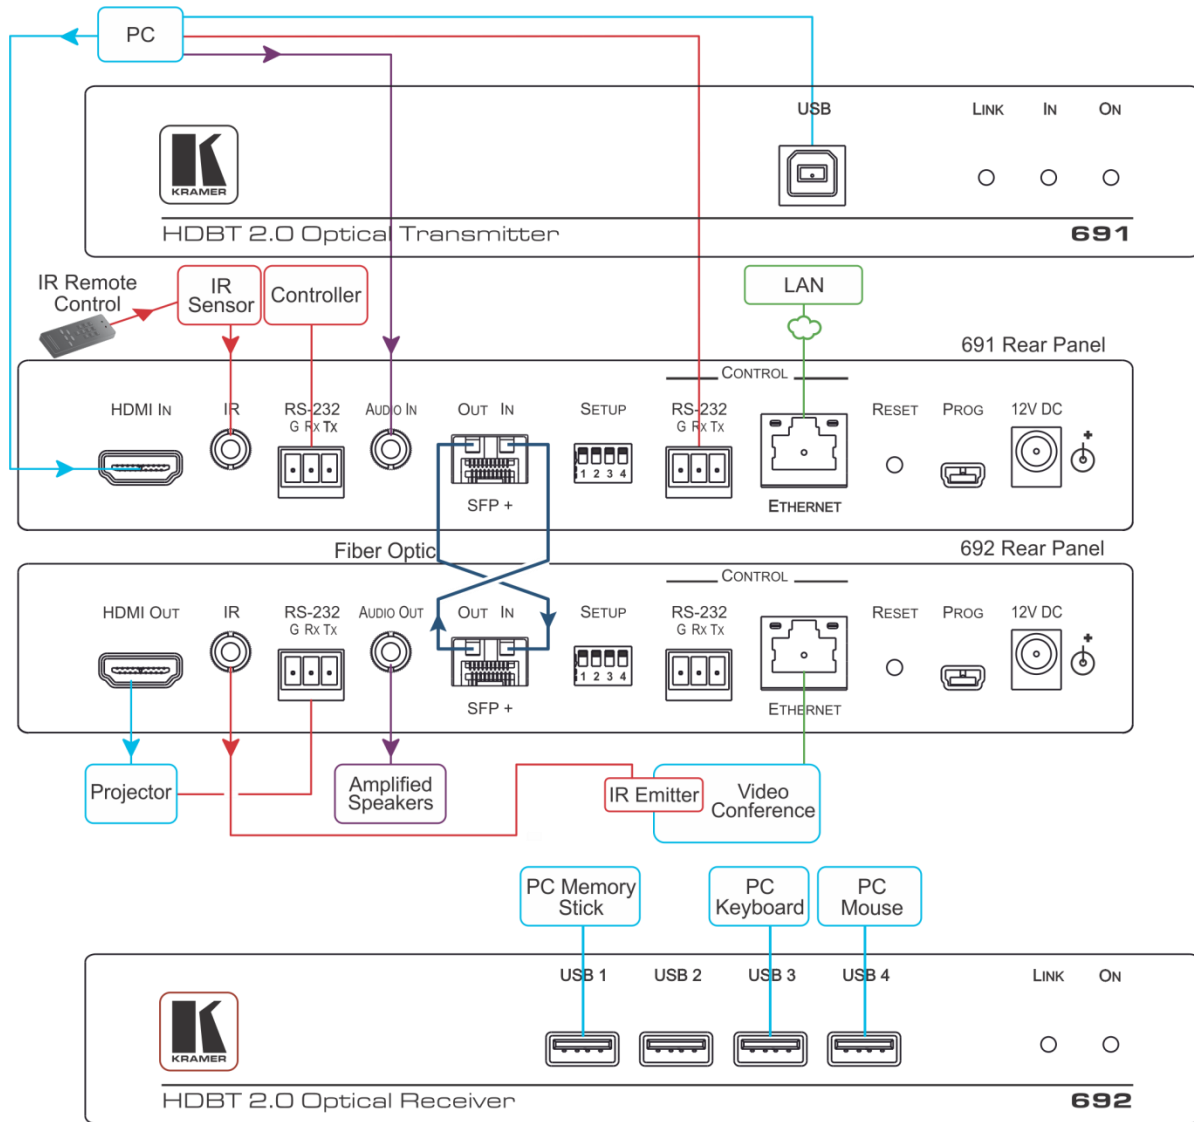 PC
USB
LINK
IN
ON
KRAMER
HDBT 2.0 Optical Transmitter
691
IR Remote
Control
IR
Sensor
Controller
LAN
691 Rear Panel
CONTROL
HDMI IN
IR
RS-232
G Rx Tx
AUDIO IN
OUT IN
SETUP
RS-232
G Rx Tx
RESET
PROG
12V DC
+
1 2 3 4
SFP +
ETHERNET
Fiber Optic
692 Rear Panel
CONTROL
HDMI OUT
IR
RS-232
G Rx Tx
AUDIO OUT
OUT IN
SETUP
RS-232
G Rx Tx
RESET
PROG
12V DC
+
1 2 3 4
SFP +
ETHERNET
Projector
Amplified
Speakers
IR Emitter
Video
Conference
PC Memory
Stick
PC
Keyboard
PC
Mouse
USB 1
USB 2
USB 3
USB 4
LINK
ON
KRAMER
HDBT 2.0 Optical Receiver
692